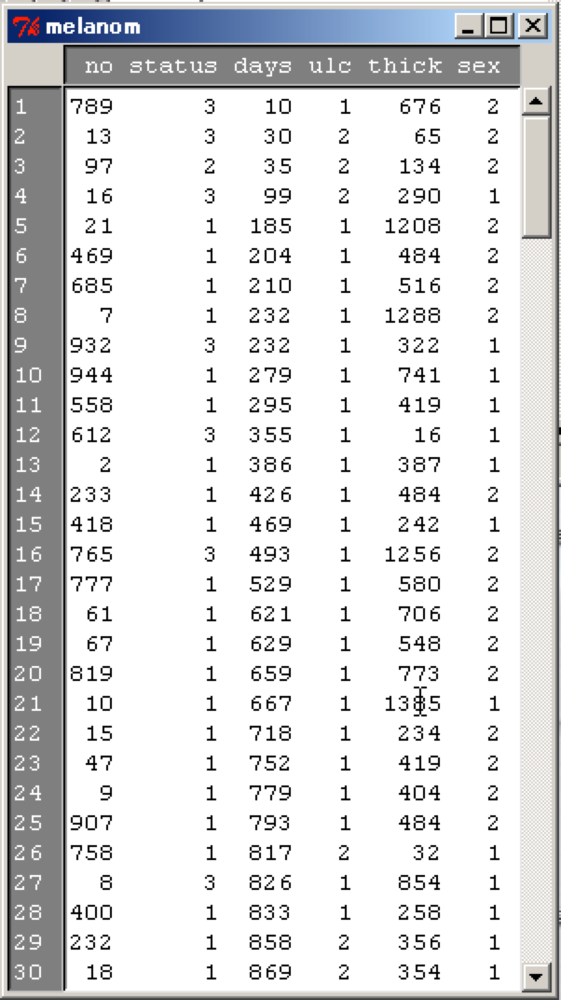 melanom
no status days ulc thick sex
1 789 3 10 1 676 2
2 13 3 30 2 65 2
3 97 2 35 2 134 2
4 16 3 99 2 290 1
5 21 1 185 1 1208 2
6 469 1 204 1 484 2
7 685 1 210 1 516 2
8 7 1 232 1 1288 2
9 932 3 232 1 322 1
10 944 1 279 1 741 1
11 558 1 295 1 419 1
12 612 3 355 1 16 1
13 2 1 386 1 387 1
14 233 1 426 1 484 2
15 418 1 469 1 242 1
16 765 3 493 1 1256 2
17 777 1 529 1 580 2
18 61 1 621 1 706 2
19 67 1 629 1 548 2
20 819 1 659 1 773 2
21 10 1 667 1 1385 1
22 15 1 718 1 234 2
23 47 1 752 1 419 2
24 9 1 779 1 404 2
25 907 1 793 1 484 2
26 758 1 817 2 32 1
27 8 3 826 1 854 1
28 400 1 833 1 258 1
29 232 1 858 2 356 1
30 18 1 869 2 354 1